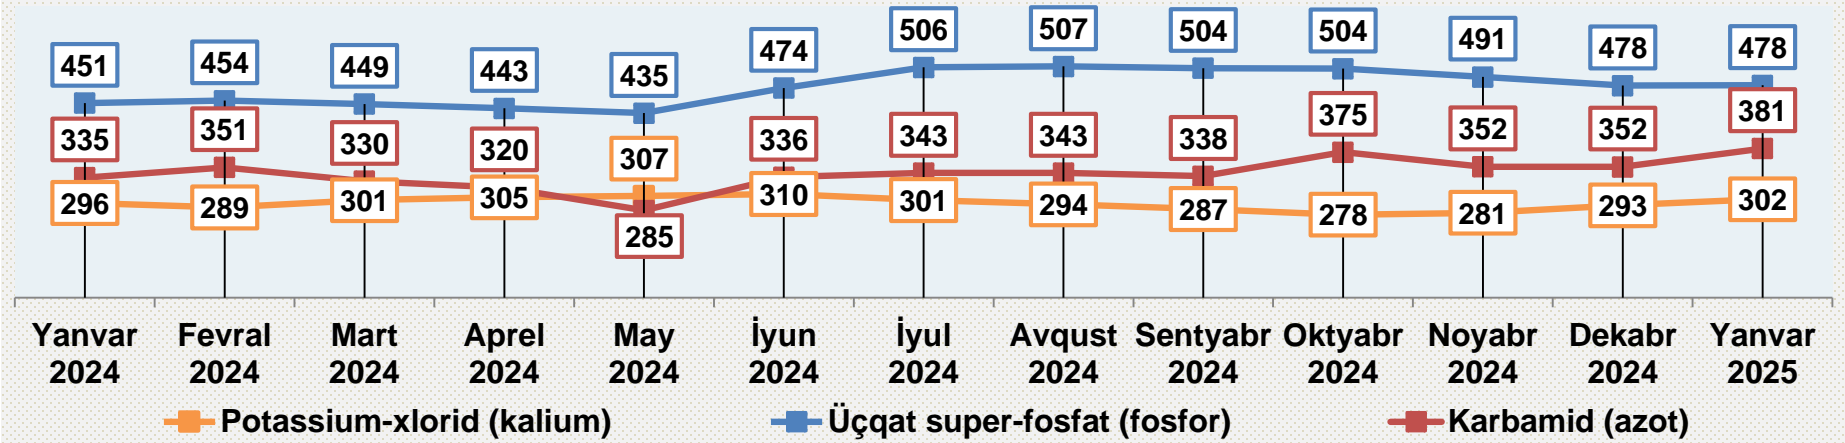 451 454 449 443 435 474 506 507 504 504 491 478 478
335 351 330 320 307 336 343 343 338 375 352 352 381
296 289 301 305 285 310 301 294 287 278 281 293 302
Yanvar Fevral Mart Aprel May İyun İyul Avqust Sentyabr Oktyabr Noyabr Dekabr Yanvar
2024 2024 2024 2024 2024 2024 2024 2024 2024 2024 2024 2024 2025
Potassium-xlorid (kalium) Üçqat super-fosfat (fosfor) Karbamid (azot)